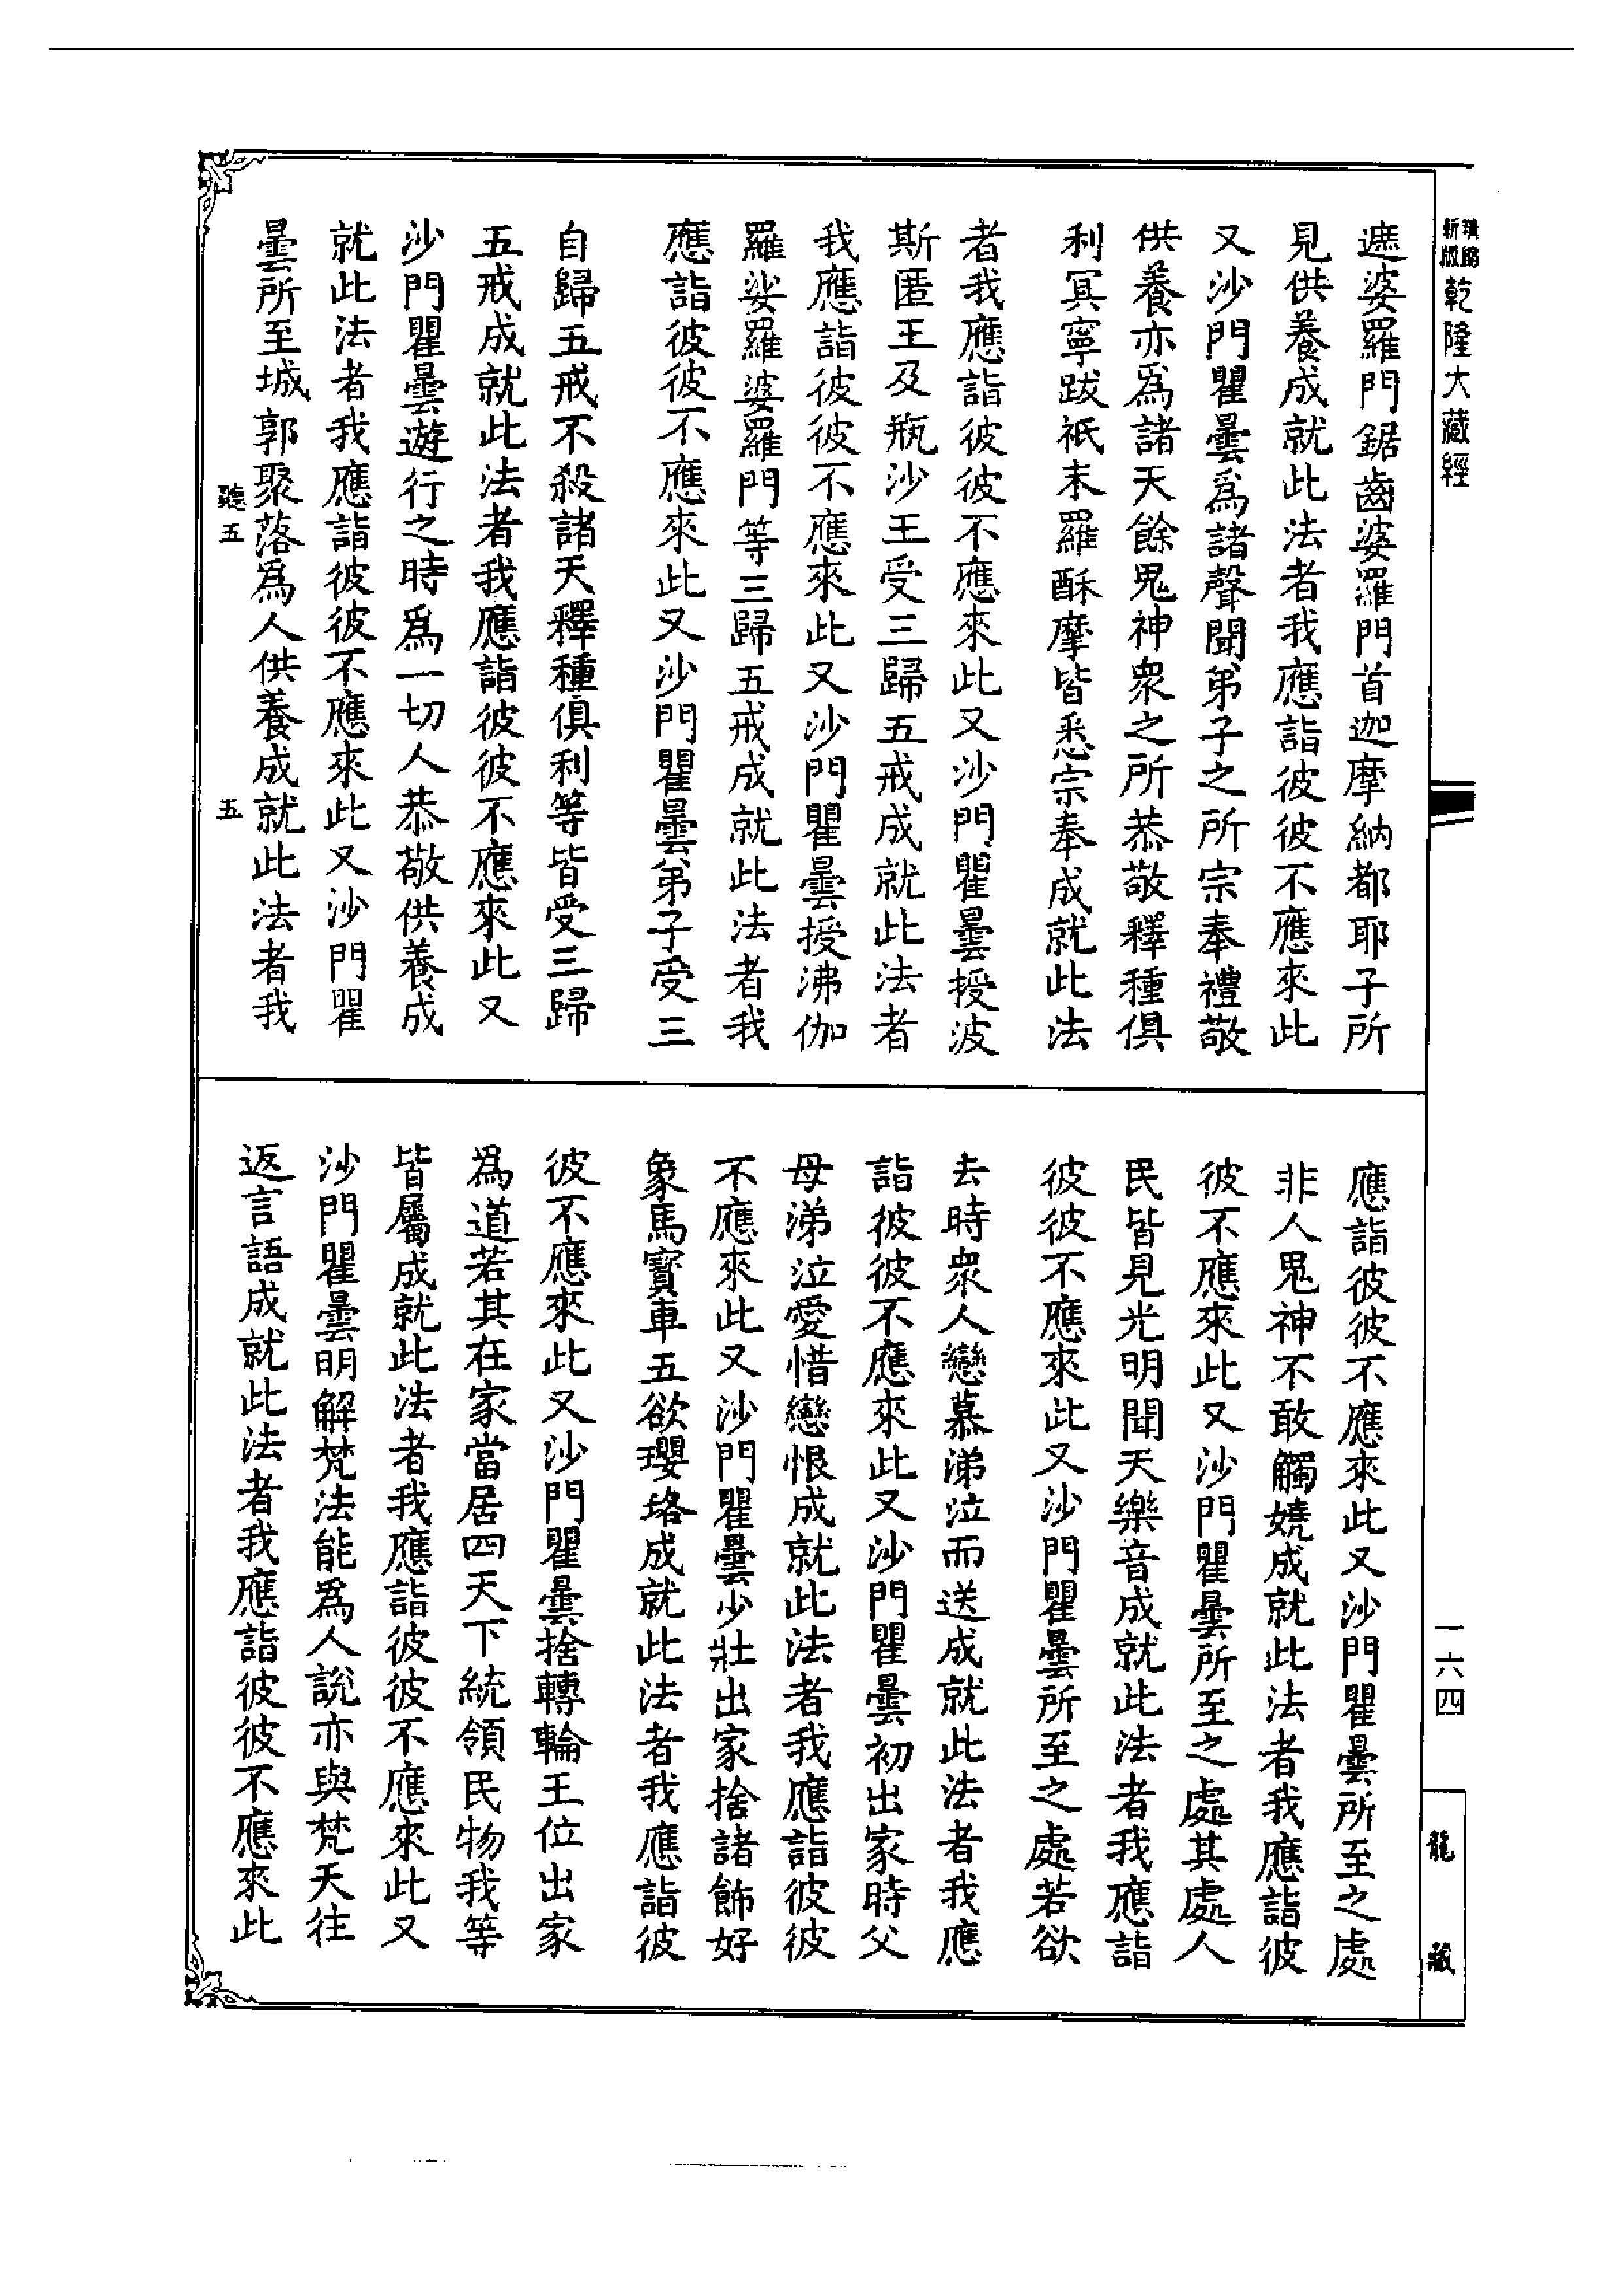 新版 乾隆大藏經
遮婆羅門鋸齒婆羅門首迦摩納都耶子所
見供養成就此法者我應詣彼彼不應來此
又沙門瞿曇爲諸聲聞弟子之所宗奉禮敬
供養亦爲諸天餘鬼神衆之所恭敬釋種俱
利冥寧跋祇末羅酥摩皆悉宗奉成就此法
者我應詣彼彼不應來此又沙門瞿曇授波
斯匿王及瓶沙王受三歸五戒成就此法者
我應詣彼彼不應來此又沙門瞿曇授沸伽
羅娑羅婆羅門等三歸五戒成就此法者我
應詣彼彼不應來此又沙門瞿曇弟子受三
自歸五戒不殺諸天釋種俱利等皆受三歸
五戒成就此法者我應詣彼彼不應來此又
沙門瞿曇遊行之時爲一切人恭敬供養成
就此法者我應詣彼彼不應來此又沙門瞿
曇所至城郭聚落爲人供養成就此法者我
聽五 五
應詣彼彼不應來此又沙門瞿曇所至之處
非人鬼神不敢觸嬈成就此法者我應詣彼
彼不應來此又沙門瞿曇所至之處其處人
民皆見光明聞天樂音成就此法者我應詣
彼彼不應來此又沙門瞿曇所至之處若欲
去時衆人戀慕涕泣而送成就此法者我應
詣彼彼不應來此又沙門瞿曇初出家時父
母涕泣愛惜戀恨成就此法者我應詣彼彼
不應來此又沙門瞿曇少壯出家捨諸飾好
象馬寶車五欲瓔珞成就此法者我應詣彼
彼不應來此又沙門瞿曇捨轉輪王位出家
爲道若其在家當居四天下統領民物我等
皆屬成就此法者我應詣彼彼不應來此又
沙門瞿曇明解梵法能爲人說亦與梵天往
返言語成就此法者我應詣彼彼不應來此
一六四
龍藏